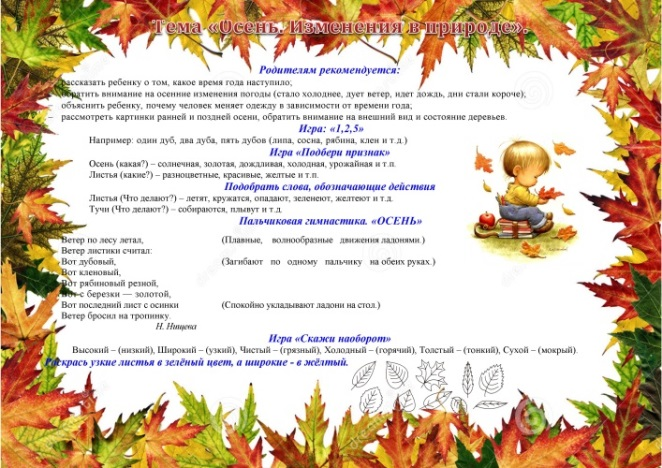 Тема «Осень. Изменения в природе».
Родителям рекомендуется:
– рассказать ребенку о том, какое время года наступило;
– обратить внимание на осенние изменения погоды (стало холоднее, дует ветер, идет дождь, дни стали короче);
– объяснить ребенку, почему человек меняет одежду в зависимости от времени года;
– рассмотреть картинки ранней и поздней осени, обратить внимание на внешний вид и состояние деревьев.
Игра: «1,2,5»
Например: один дуб, два дуба, пять дубов (липа, сосна, рябина, клен и т.д.)
Игра «Подбери признак»
Осень (какая?) – солнечная, золотая, дождливая, холодная, урожайная и т.п.
Листья (какие?) – разноцветные, красивые, желтые и т.п.
Подобрать слова, обозначающие действия
Листья (Что делают?) – летят, кружатся, опадают, зеленеют, желтеют и т.д.
Тучи (Что делают?) – собираются, плывут и т.д.
Пальчиковая гимнастика. «ОСЕНЬ»
Ветер по лесу летал, (Плавные, волнообразные движения ладонями.)
Ветер листики считал:
Вот дубовый, (Загибают по одному пальчику на обеих руках.)
Вот кленовый,
Вот рябиновый резной,
Вот с березки — золотой,
Вот последний лист с осинки (Спокойно укладывают ладони на стол.)
Ветер бросил на тропинку.
Н. Нищева
Игра «Скажи наоборот»
Высокий – (низкий), Широкий – (узкий), Чистый – (грязный), Холодный – (горячий), Толстый – (тонкий), Сухой – (мокрый).
Раскрась узкие листья в зелёный цвет, а широкие - в жёлтый.